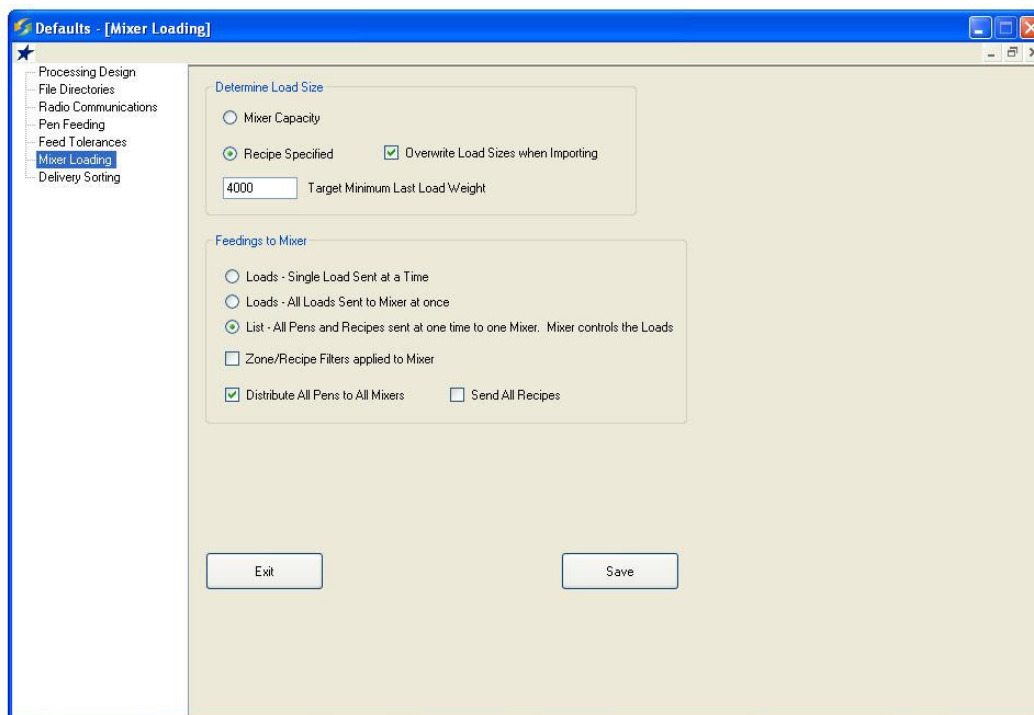 Defaults - [Mixer Loading]
Processing Design
File Directories
Radio Communications
Pen Feeding
Feed Tolerances
Mixer Loading
Delivery Sorting
Determine Load Size
Mixer Capacity
Recipe Specified Overwrite Load Sizes when Importing
4000 Target Minimum Last Load Weight
Feedings to Mixer
Loads - Single Load Sent at a Time
Loads - All Loads Sent to Mixer at once
List - All Pens and Recipes sent at one time to one Mixer. Mixer controls the Loads
Zone/Recipe Filters applied to Mixer
Distribute All Pens to All Mixers Send All Recipes
Exit Save